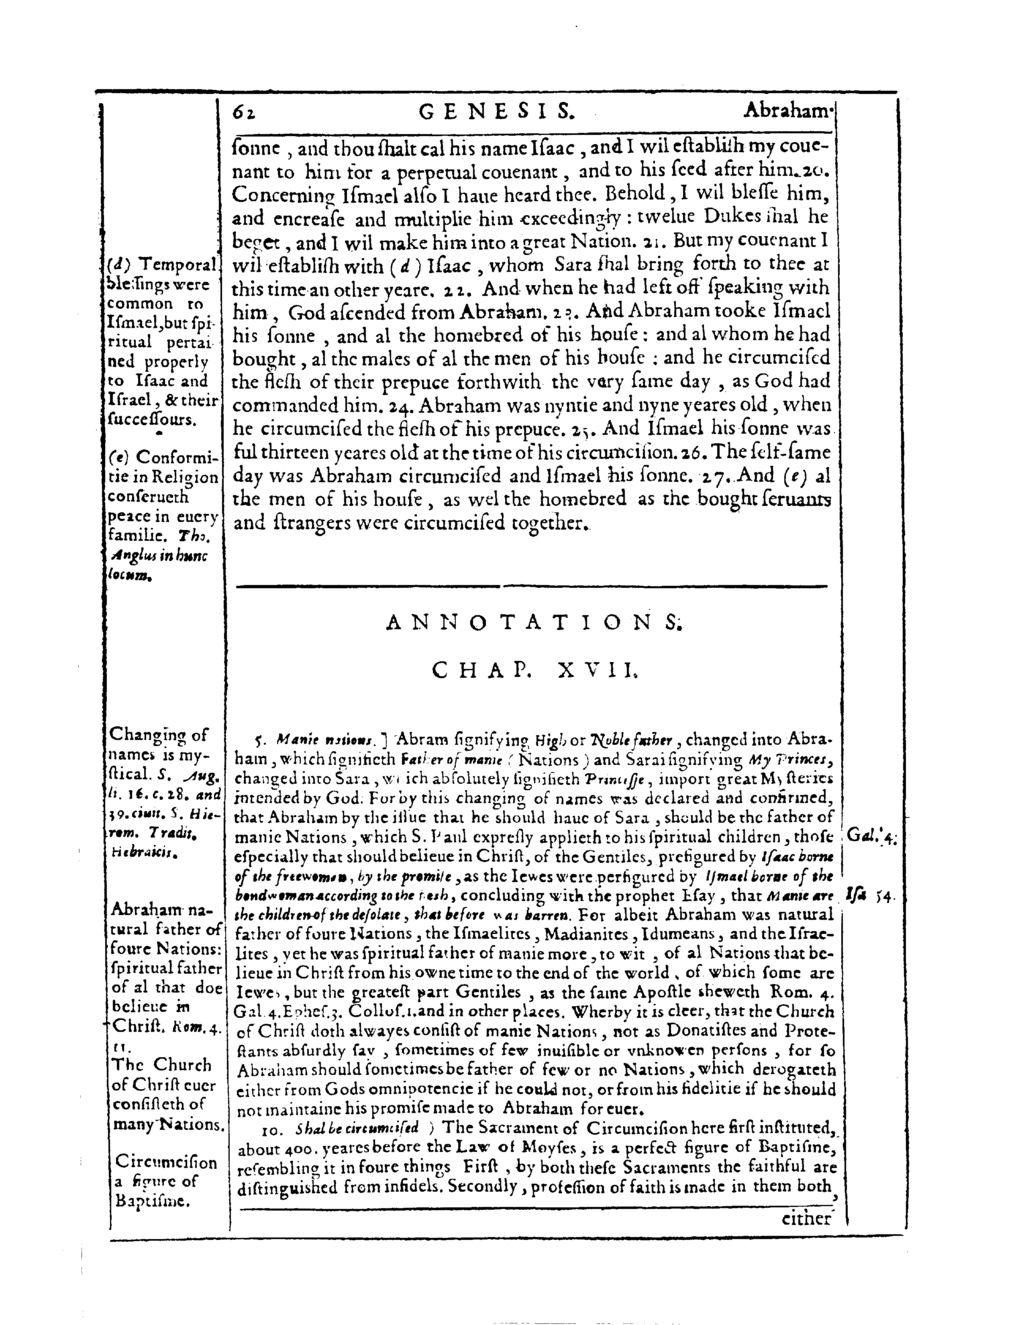 62 GENESIS. Abraham
ſonne, and thou ſhalt cal his name Iſaac, and I wil eſtabliſh my coue-
nant to him for a perpetual couenant, and to his ſeed after him. 20.
Concerning Iſmael alſo I haue heard thee. Behold, I wil bleſſe him,
and encreaſe and multiplie him exceedingly: twelue Dukes ſhal he
beget, and I wil make him into a great Nation. 21. But my couenant I
wil eſtabliſh with (d) Iſaac, whom Sara ſhal bring forth to thee at
this time an other yeare. 22. And when he had left off ſpeaking with
him, God aſcended from Abraham. 23. And Abraham tooke Iſmael
his ſonne, and al the homebred of his houſe: and al whom he had
bought, al the males of al the men of his houſe: and he circumciſed
the fleſh of their prepuce forthwith the very ſame day, as God had
commanded him. 24. Abraham was nyntie and nyne yeares old, when
he circumciſed the fleſh of his prepuce. 25. And Iſmael his ſonne was
ful thirteen yeares old at the time of his circumciſion. 26. The ſelf-ſame
day was Abraham circumciſed and Iſmael his ſonne. 27. And (e) al
the men of his houſe, as wel the homebred as the bought ſeruants
and ſtrangers were circumciſed together.
(d) Temporal
bleſſings were
common to
Iſmael, but ſpi-
ritual pertai
ned properly
to Iſaac and
Iſrael, & their
ſucceſſours.
(e) Conformi-
tie in Religion
conſerueth
peace in euery
familie. Tho.
Anglus in hunc
locum.
ANNOTATIONS.
CHAP. XVII.
5. Manie nations. ] Abram ſignifying High or Noble father, changed into Abra-
ham, which ſignifieth Father of manie (Nations) and Sarai ſignifying My Princes,
changed into Sara, which abſolutely ſignifieth Princeſſe, import great Myſteries
intended by God. For by this changing of names was declared and confirmed,
that Abraham by the iſſue that he should haue of Sara, should be the father of
manie Nations, which S. Paul expreſly applieth to his ſpiritual children, thoſe
eſpecially that should belieue in Chriſt, of the Gentiles, prefigured by Iſaac borne
of the freewoman, by the promiſe, as the Iewes were perfigured by Iſmael borne of the
bondwoman according to the fleſh, concluding with the prophet Eſay, that Manie are
the children of the deſolate, that before was barren. For albeit Abraham was natural
father of foure Nations, the Iſmaelites, Madianites, Idumeans, and the Iſrae-
lites, yet he was ſpiritual father of manie more, to wit, of al Nations that be-
lieue in Chriſt from his owne time to the end of the world, of which ſome are
Iewes, but the greateſt part Gentiles, as the ſame Apoſtle sheweth Rom. 4.
Gal. 4. Epheſ. 3. Colloſ. 1. and in other places. Wherby it is cleer, that the Church
of Chriſt doth alwayes conſiſt of manie Nations, not as Donatiſtes and Prote-
ſtants abſurdly ſay, ſometimes of few inuiſible or vnknowen perſons, for ſo
Abraham should ſometimes be father of few or no Nations, which derogateth
either from Gods omnipotencie if he could not, or from his fidelitie if he should
not maintaine his promiſe made to Abraham for euer.
10. Shal be circumciſed ) The Sacrament of Circumciſion here firſt inſtituted,
about 400. yeares before the Law of Moyſes, is a perfect figure of Baptiſme,
reſembling it in foure things Firſt, by both theſe Sacraments the faithful are
diſtinguished from infidels. Secondly, profeſſion of faith is made in them both,
either
Changing of
names is my-
ſtical. S. Aug.
li. 16. c. 28. and
39. ciuit. S. Hie-
rom. Tradit.
Hebraicis.
Abraham na-
tural father of
foure Nations:
ſpiritual father
of al that doe
belieue in
Chriſt. Rom. 4.
11.
The Church
of Chriſt euer
conſiſteth of
many Nations.
Circumciſion
a figure of
Baptiſme.
Gal. 4.
Iſa 54.